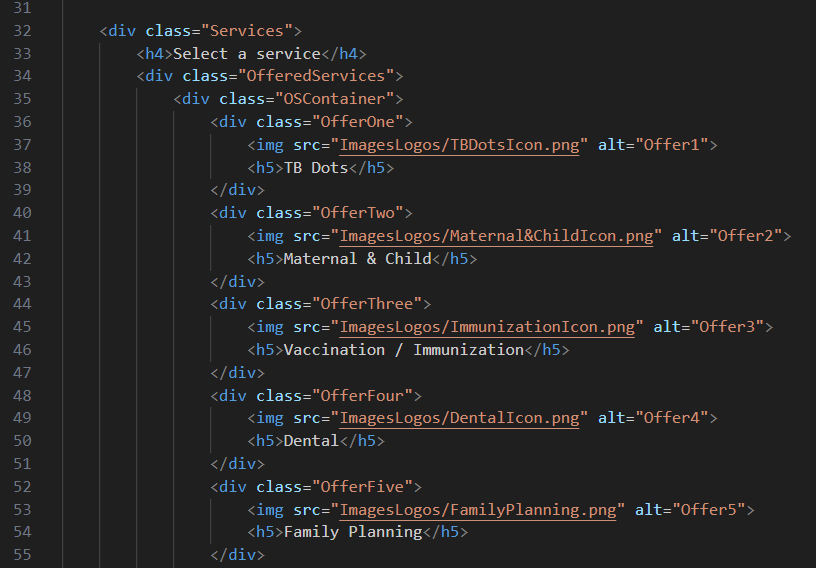 31
32 <div class="Services">
33 <h4>Select a service</h4>
34 <div class="OfferedServices">
35 <div class="OSContainer">
36 <div class="OfferOne">
37 <img src="ImagesLogos/TBDotsIcon.png" alt="Offer1">
38 <h5>TB Dots</h5>
39 </div>
40 <div class="OfferTwo">
41 <img src="ImagesLogos/Maternal&ChildIcon.png" alt="Offer2">
42 <h5>Maternal & Child</h5>
43 </div>
44 <div class="OfferThree">
45 <img src="ImagesLogos/ImmunizationIcon.png" alt="Offer3">
46 <h5>Vaccination / Immunization</h5>
47 </div>
48 <div class="OfferFour">
49 <img src="ImagesLogos/DentalIcon.png" alt="Offer4">
50 <h5>Dental</h5>
51 </div>
52 <div class="OfferFive">
53 <img src="ImagesLogos/FamilyPlanning.png" alt="Offer5">
54 <h5>Family Planning</h5>
55 </div>